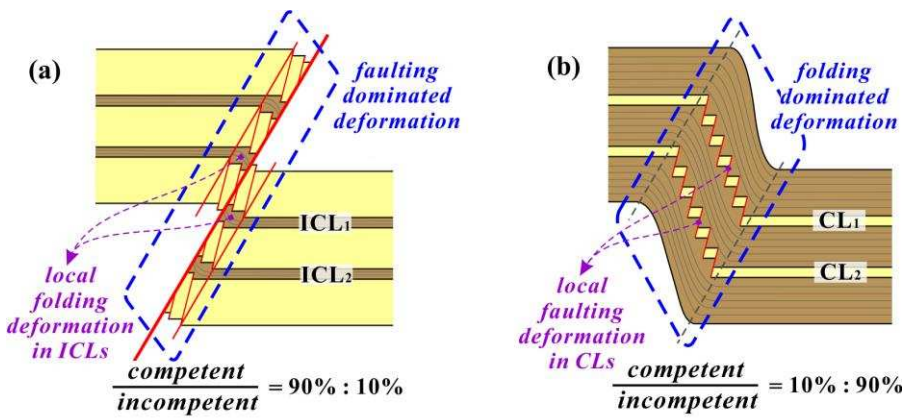 (a)
faulting
dominated
deformation
ICL1
ICL2
local
folding
deformation
in ICLs
competent
incompetent
= 90% : 10%
(b)
folding
dominated
deformation
CL1
CL2
local
faulting
deformation
in CLs
competent
incompetent
= 10% : 90%